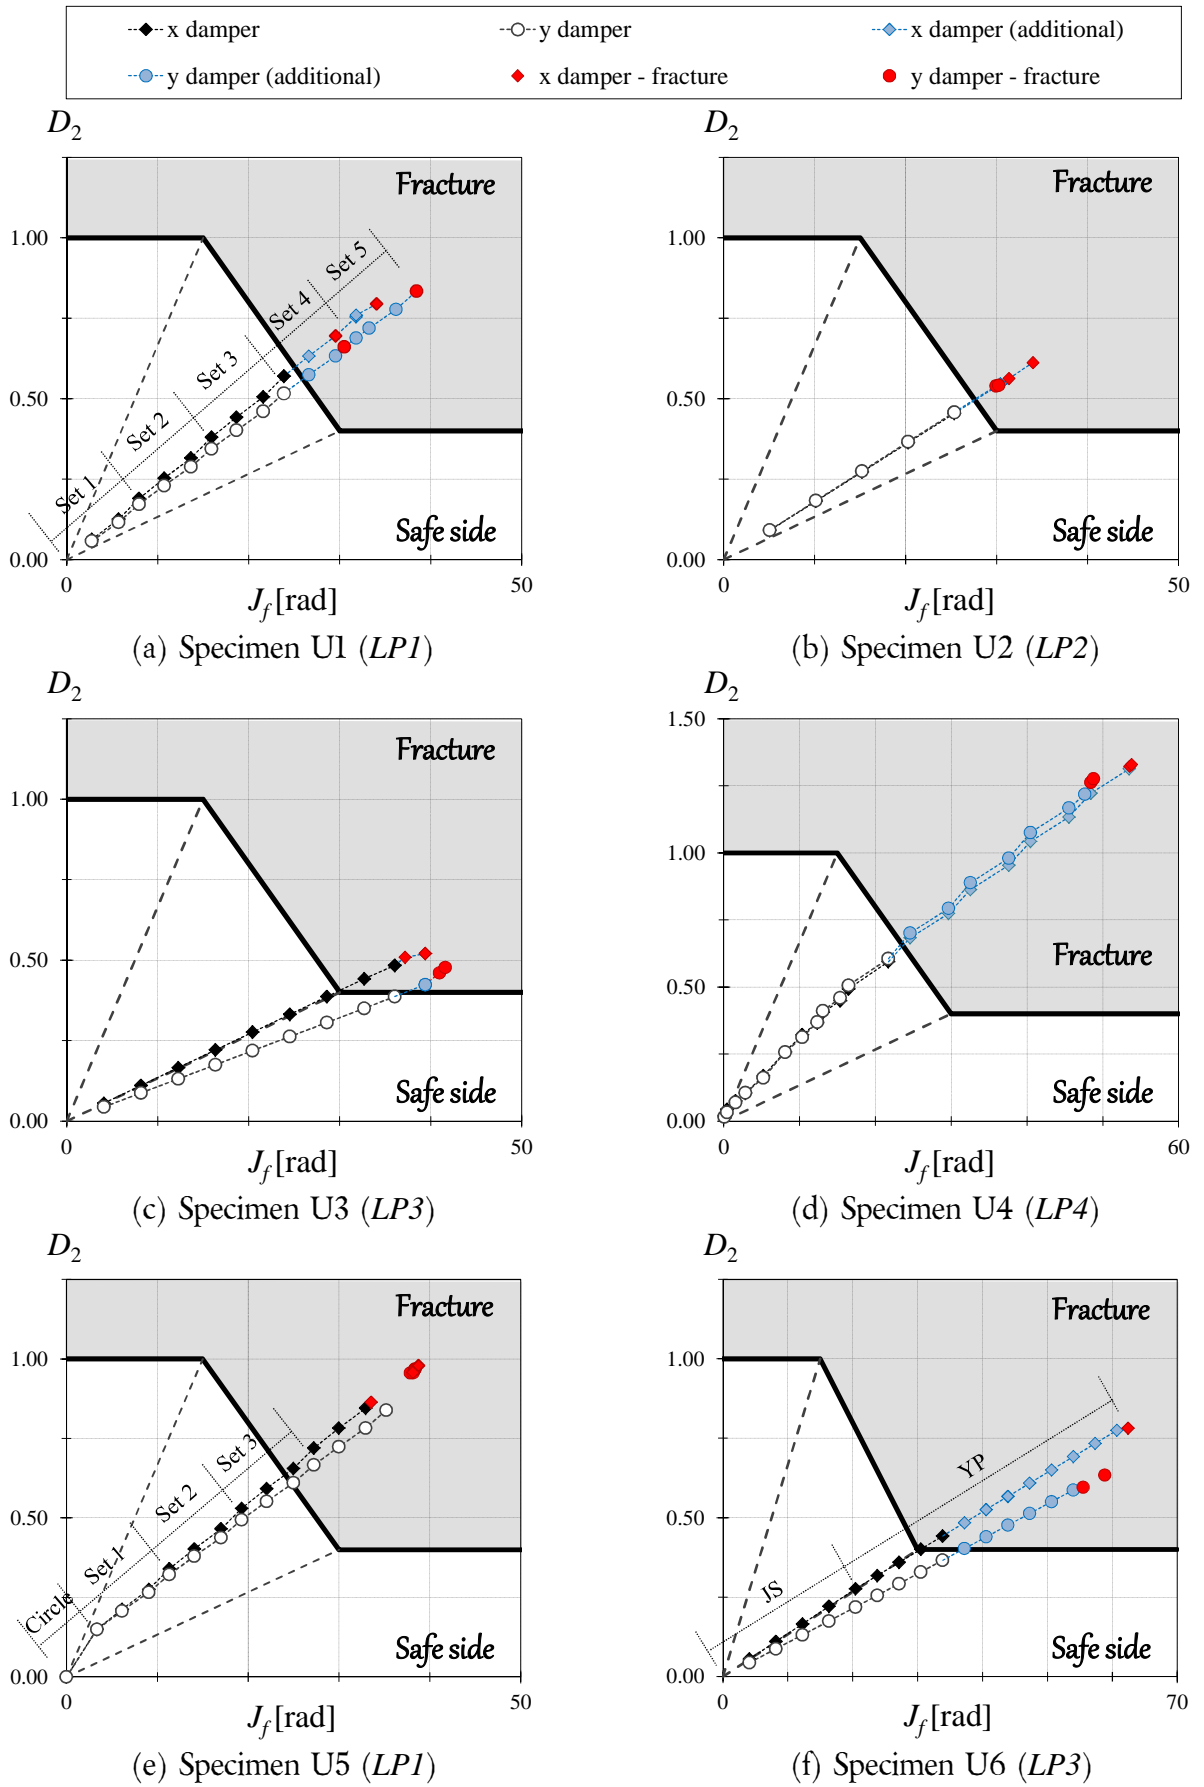 x damper y damper x damper (additional)
y damper (additional) x damper - fracture y damper - fracture
D2 D2
Fracture Fracture
1.00 1.00
Set 5
Set 4
Set 3
0.50 0.50
Set 2
Set 1
Safe side Safe side
0.00 0.00
0 50 0 50
Jf [rad] Jf [rad]
(a) Specimen U1 (LP1) (b) Specimen U2 (LP2)
D2 D2
1.50
Fracture
1.00 1.00
Fracture
0.50 0.50
Safe side Safe side
0.00 0.00
0 50 0 60
Jf [rad] Jf [rad]
(c) Specimen U3 (LP3) (d) Specimen U4 (LP4)
D2 D2
Fracture Fracture
1.00 1.00
Set 3 YP
Set 2
0.50 0.50
Set 1 JS
Circle
Safe side Safe side
0.00 0.00
0 50 0 70
Jf [rad] Jf [rad]
(e) Specimen U5 (LP1) (f) Specimen U6 (LP3)